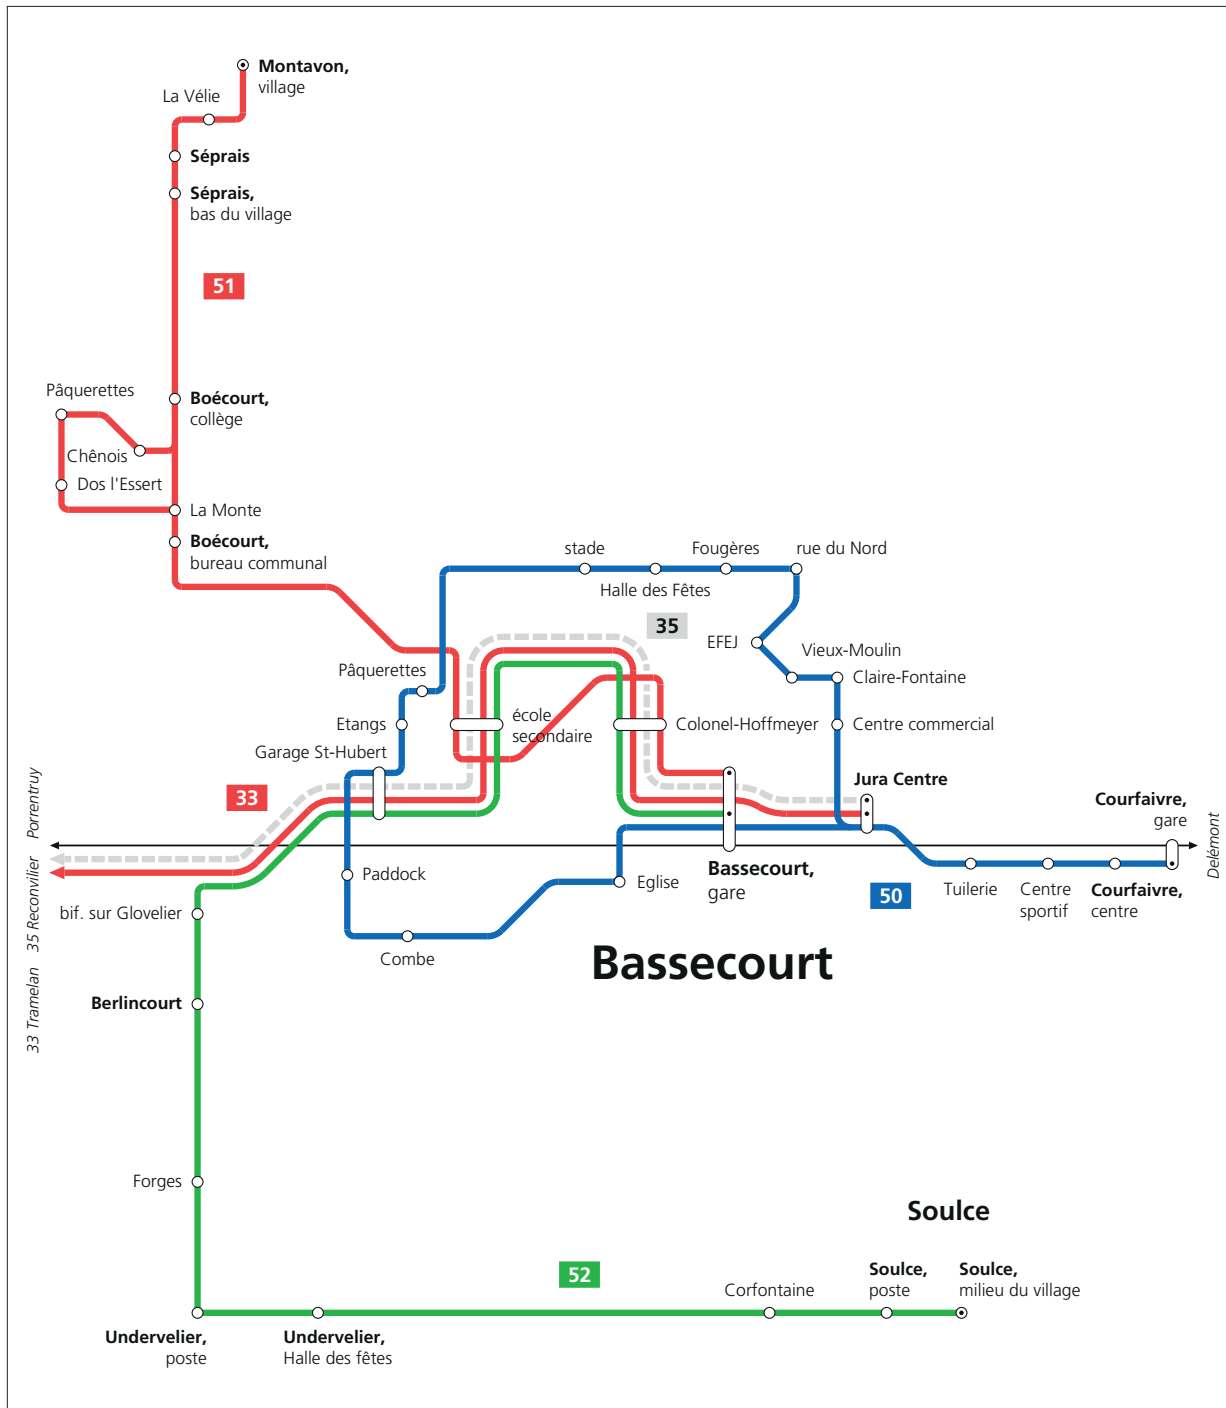 Montavon,
village
La Vélie
Séprais
Séprais,
bas du village
51
Pâquerettes
Boécourt,
collège
Chênois
Dos l'Essert
La Monte
Boécourt,
bureau communal
stade
Fougères
rue du Nord
Halle des Fêtes
35
EFEJ
Vieux-Moulin
Pâquerettes
Claire-Fontaine
Etangs
école
secondaire
Colonel-Hoffmeyer
Centre commercial
Garage St-Hubert
Jura Centre
33
Courfaivre,
gare
Porrentruy
Delémont
Bassecourt,
gare
Paddock
Eglise
50
Tuilerie
Centre
sportif
Courfaivre,
centre
35 Reconvilier
bif. sur Glovelier
Combe
Bassecourt
33 Tramelan
Berlincourt
Forges
Soulce
52
Corfontaine
Soulce,
poste
Soulce,
milieu du village
Undervelier,
poste
Undervelier,
Halle des fêtes